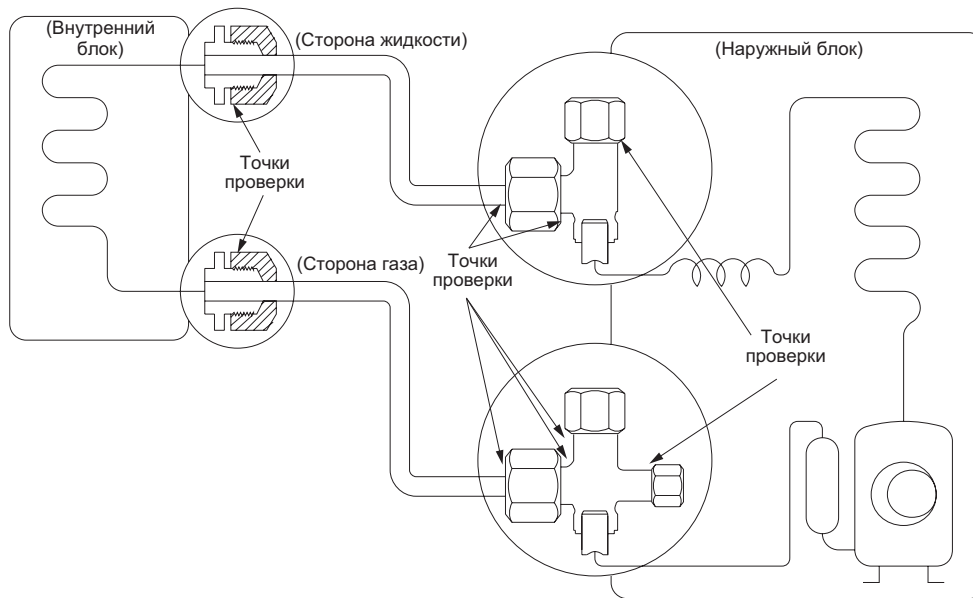 (Внутренний
блок)
(Сторона жидкости)
(Наружный блок)
Точки
проверки
(Сторона газа)
Точки
проверки
Точки
проверки